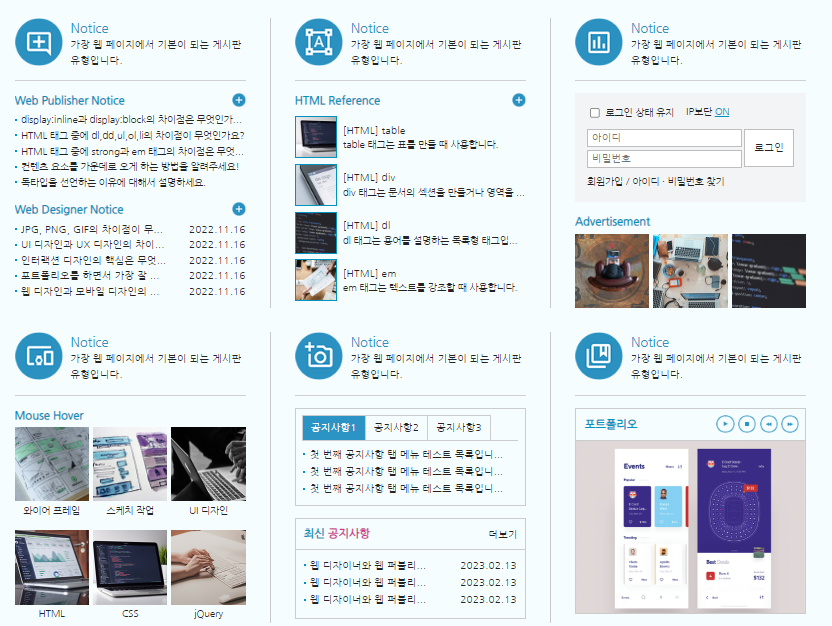 Notice
가장 웹 페이지에서 기본이 되는 게시판
유형입니다.
Web Publisher Notice
· display:inline과 display:block의 차이점은 무엇인가...
· HTML 태그 중에 dl,dd,ul,ol,li의 차이점이 무엇인가요?
· HTML 태그 중에 strong과 em 태그의 차이점은 무엇...
· 컨텐츠 요소를 가운데로 오게 하는 방법을 알려주세요!
· 독타입을 선언하는 이유에 대해서 설명하세요.
Web Designer Notice
· JPG, PNG, GIF의 차이점이 무... 2022.11.16
· UI 디자인과 UX 디자인의 차이... 2022.11.16
· 인터랙션 디자인의 핵심은 무엇... 2022.11.16
· 포트폴리오를 하면서 가장 잘 ... 2022.11.16
· 웹 디자인과 모바일 디자인의 ... 2022.11.16
Notice
가장 웹 페이지에서 기본이 되는 게시판
유형입니다.
HTML Reference
[HTML] table
table 태그는 표를 만들 때 사용합니다.
[HTML] div
div 태그는 문서의 섹션을 만들거나 영역을 ...
[HTML] dl
dl 태그는 용어를 설명하는 목록형 태그입...
[HTML] em
em 태그는 텍스트를 강조할 때 사용합니다.
Notice
가장 웹 페이지에서 기본이 되는 게시판
유형입니다.
로그인 상태 유지 IP보단 ON
아이디
비밀번호
로그인
회원가입 / 아이디 · 비밀번호 찾기
Advertisement
Notice
가장 웹 페이지에서 기본이 되는 게시판
유형입니다.
Mouse Hover
와이어 프레임 스케치 작업 UI 디자인
HTML CSS jQuery
Notice
가장 웹 페이지에서 기본이 되는 게시판
유형입니다.
공지사항1 공지사항2 공지사항3
· 첫 번째 공지사항 탭 메뉴 테스트 목록입니...
· 첫 번째 공지사항 탭 메뉴 테스트 목록입니...
· 첫 번째 공지사항 탭 메뉴 테스트 목록입니...
최신 공지사항 더보기
· 웹 디자이너와 웹 퍼블리... 2023.02.13
· 웹 디자이너와 웹 퍼블리... 2023.02.13
· 웹 디자이너와 웹 퍼블리... 2023.02.13
Notice
가장 웹 페이지에서 기본이 되는 게시판
유형입니다.
포트폴리오
Events
Popular
Trending
Best
$132